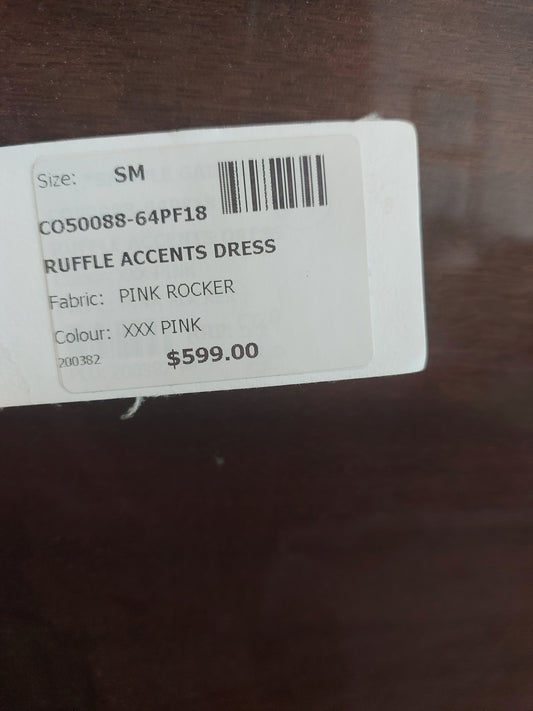 Size: SM
CO50088-64PF18
RUFFLE ACCENTS DRESS
Fabric: PINK ROCKER
Colour: XXX PINK
200382 $599.00